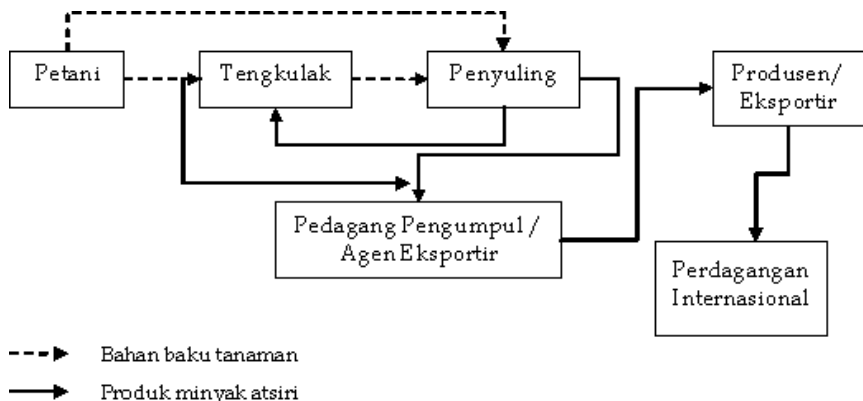 Petani
Tengkulak
Penyuling
Produsen/
Eksportir
Pedagang Pengumpul /
Agen Eksportir
Perdagangan
Internasional
Bahan baku tanaman
Produk minyak atsiri